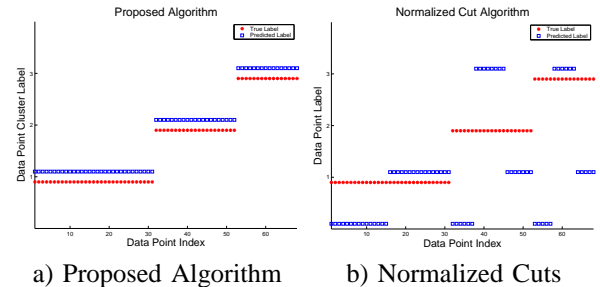 Proposed Algorithm
True Label
Predicted Label
Data Point Cluster Label
3
2
1
10 20 30 40 50 60
Data Point Index
a) Proposed Algorithm
Normalized Cut Algorithm
True Label
Predicted Label
Data Point Label
3
2
1
10 20 30 40 50 60
Data Point Index
b) Normalized Cuts